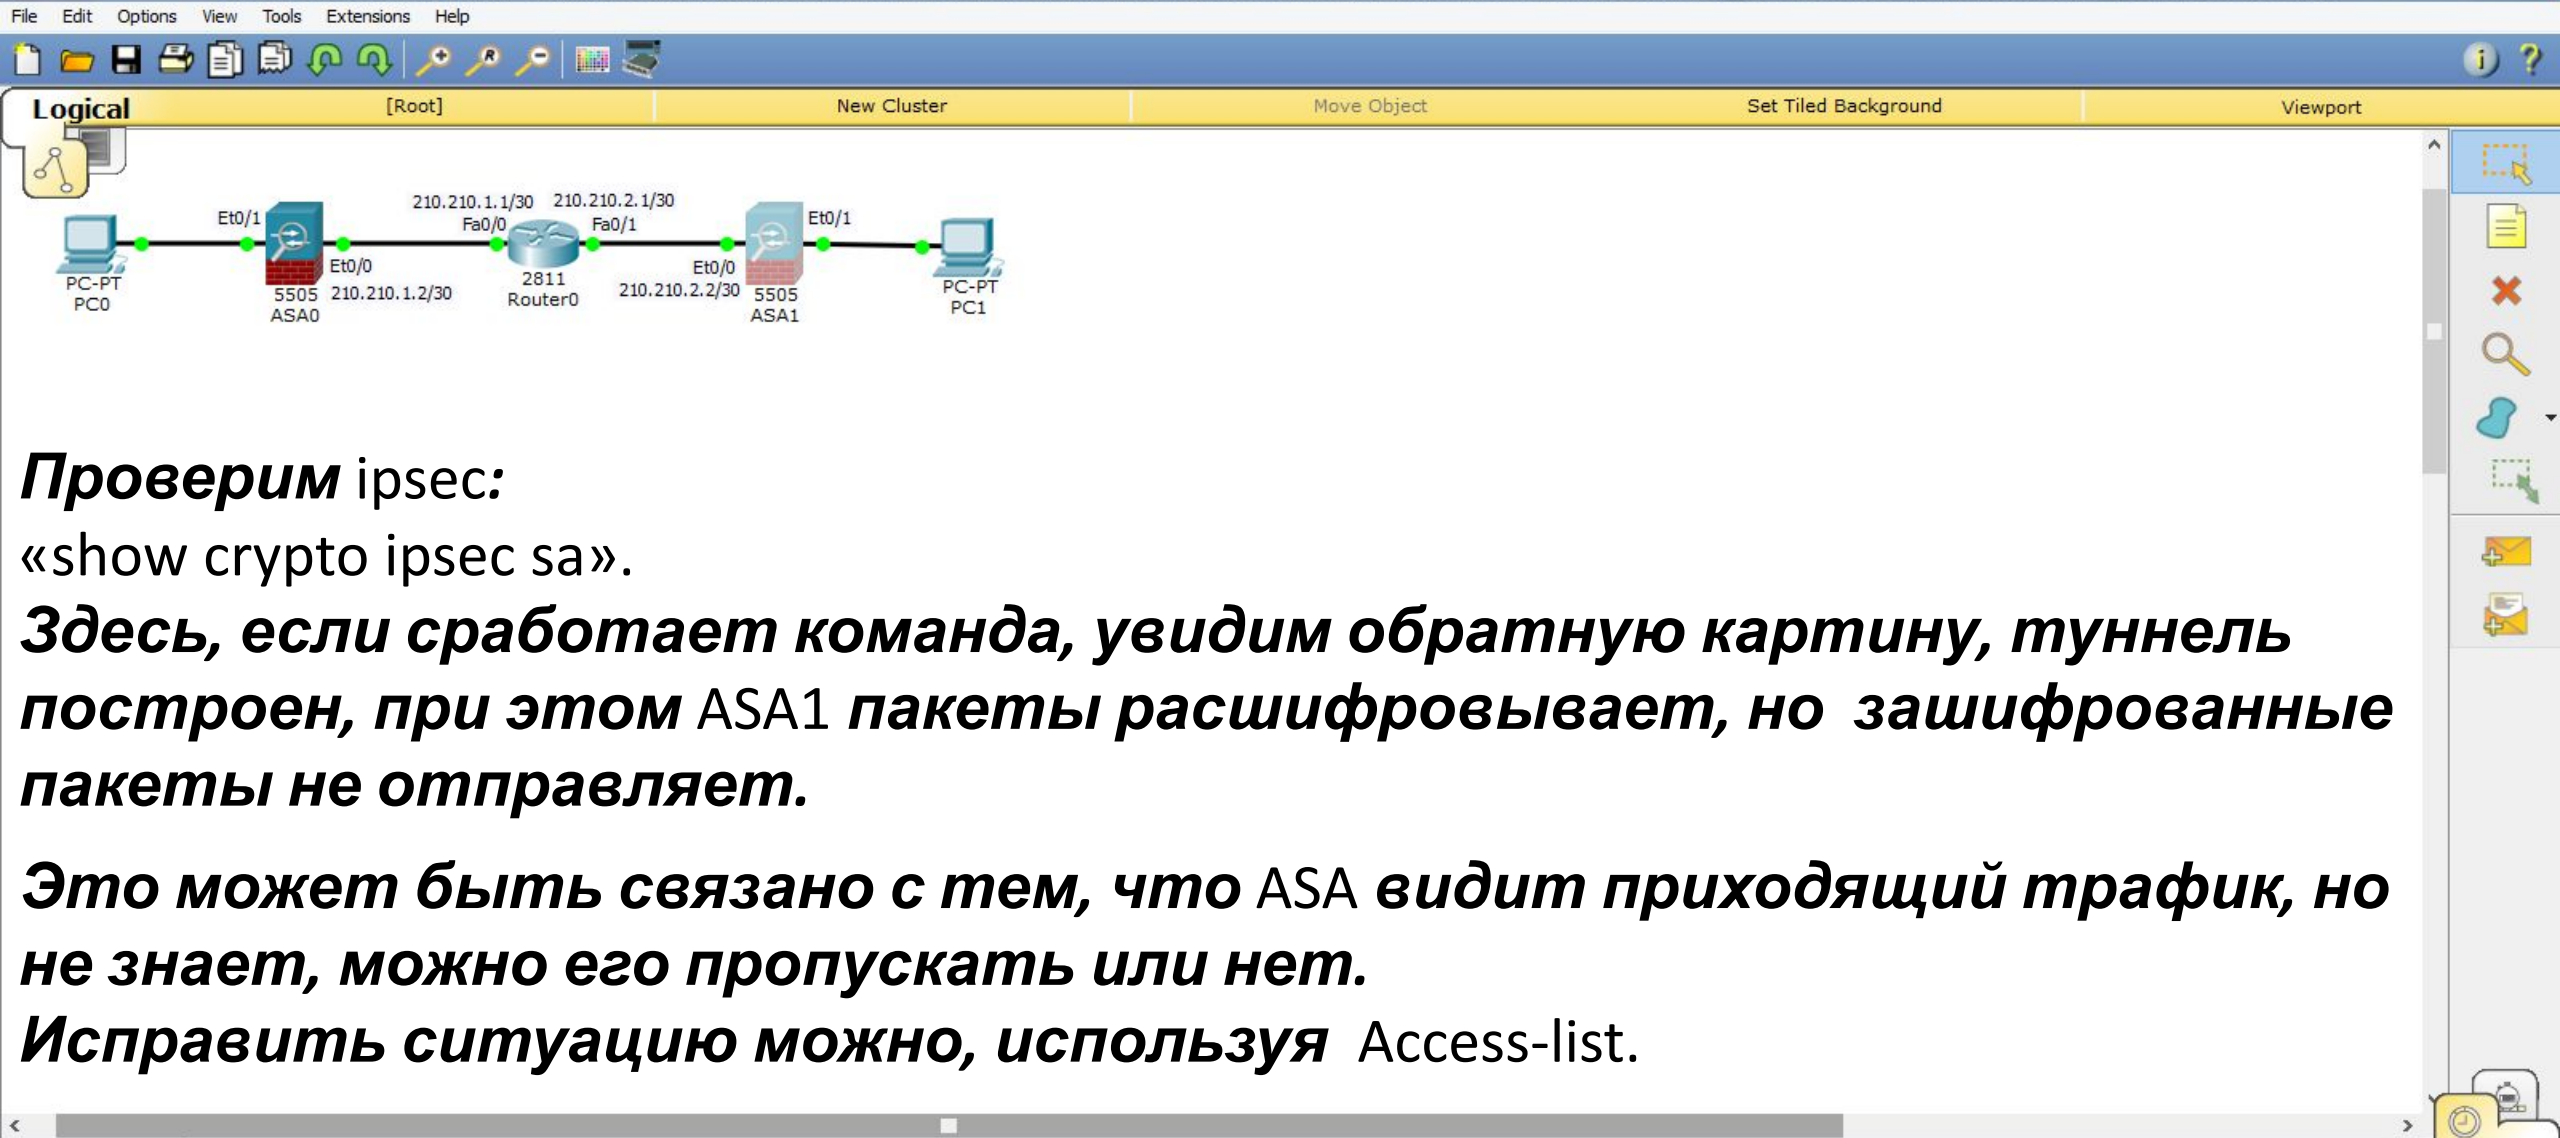 File Edit Options View Tools Extensions Help
Logical [Root] New Cluster Move Object Set Tiled Background Viewport
210.210.1.1/30 210.210.2.1/30
Et0/1 Fa0/0 Fa0/1 Et0/1
Et0/0 Et0/0
PC-PT 5505 210.210.1.2/30 2811 210.210.2.2/30 5505 PC-PT
PC0 ASA0 Router0 ASA1 PC1
Проверим ipsec:
«show crypto ipsec sa».
Здесь, если сработает команда, увидим обратную картину, туннель
построен, при этом ASA1 пакеты расшифровывает, но зашифрованные
пакеты не отправляет.
Это может быть связано с тем, что ASA видит приходящий трафик, но
не знает, можно его пропускать или нет.
Исправить ситуацию можно, используя Access-list.